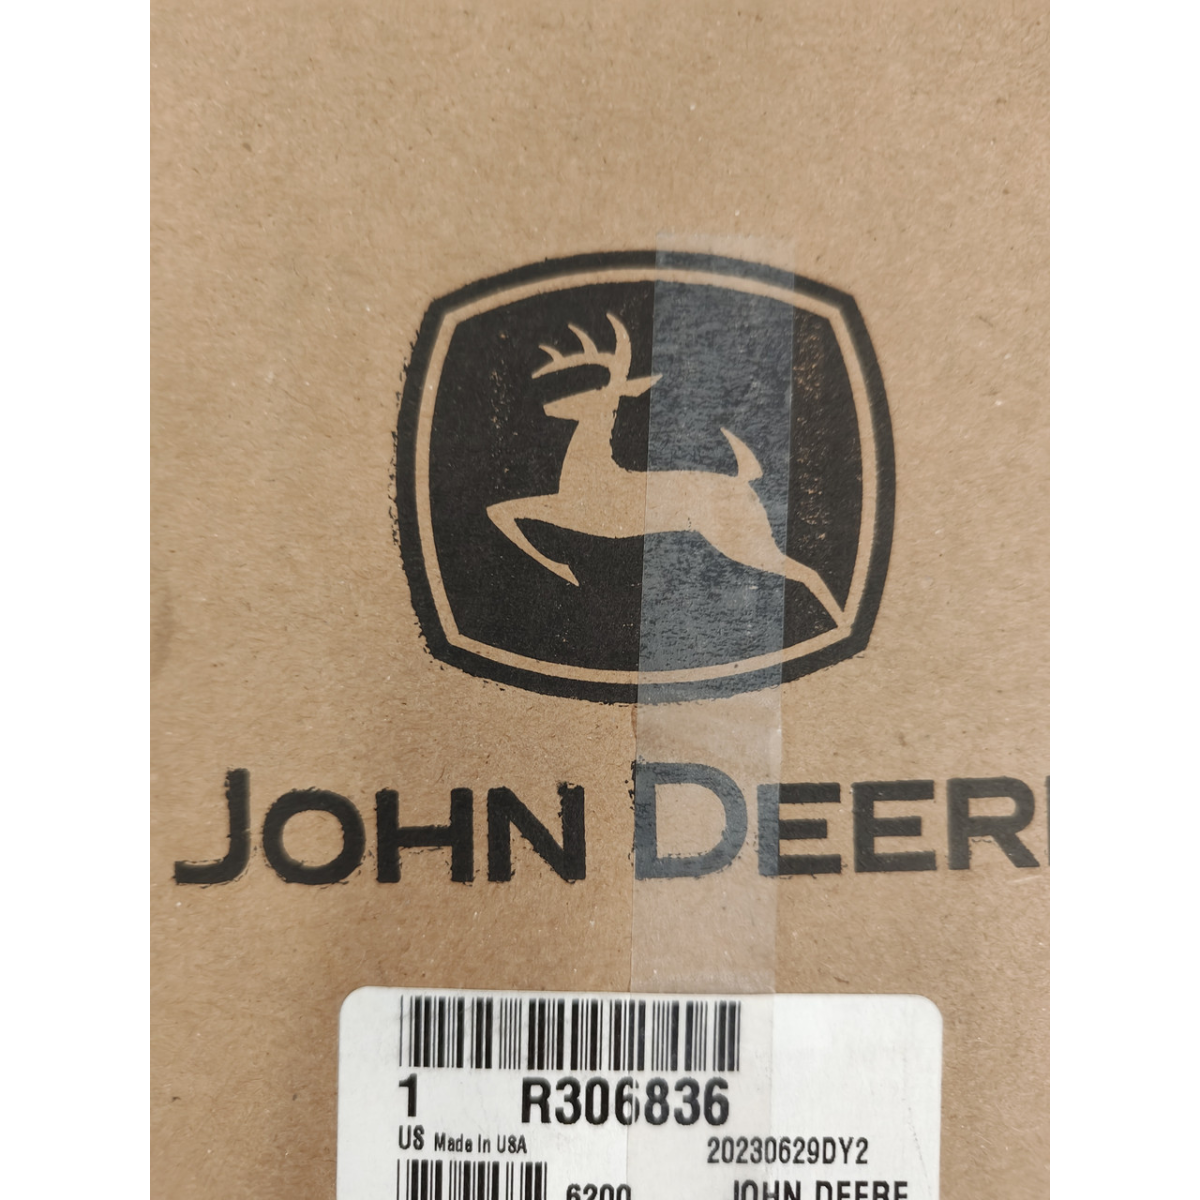 JOHN DEERE
1 R306836
US Made In USA 20230629DY2
6200 JOHN DEERE